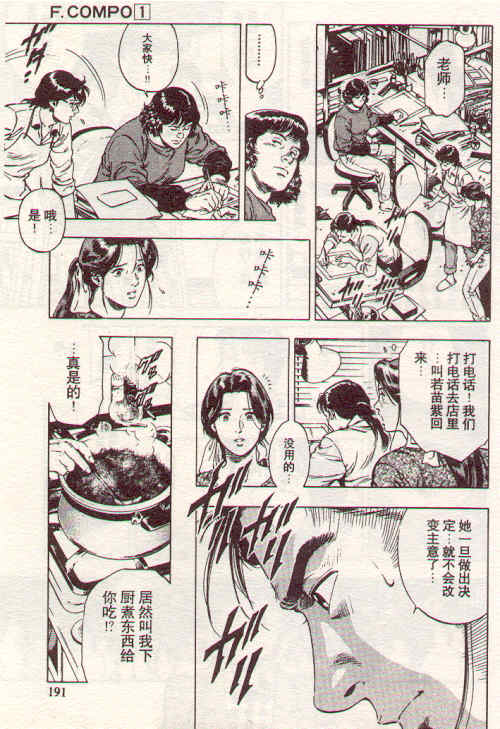 F. COMPO 1
老师…
………
咔
咔
咔…
大家快…!!
哦…
是！
咔
咔
咔…
打电话！我们
打电话去店里
…叫若苗紫回
来…
没用的…
她一旦做出决
定…就不会改
变主意了…
…真是的！
居然叫我下
厨煮东西给
你吃!?
191